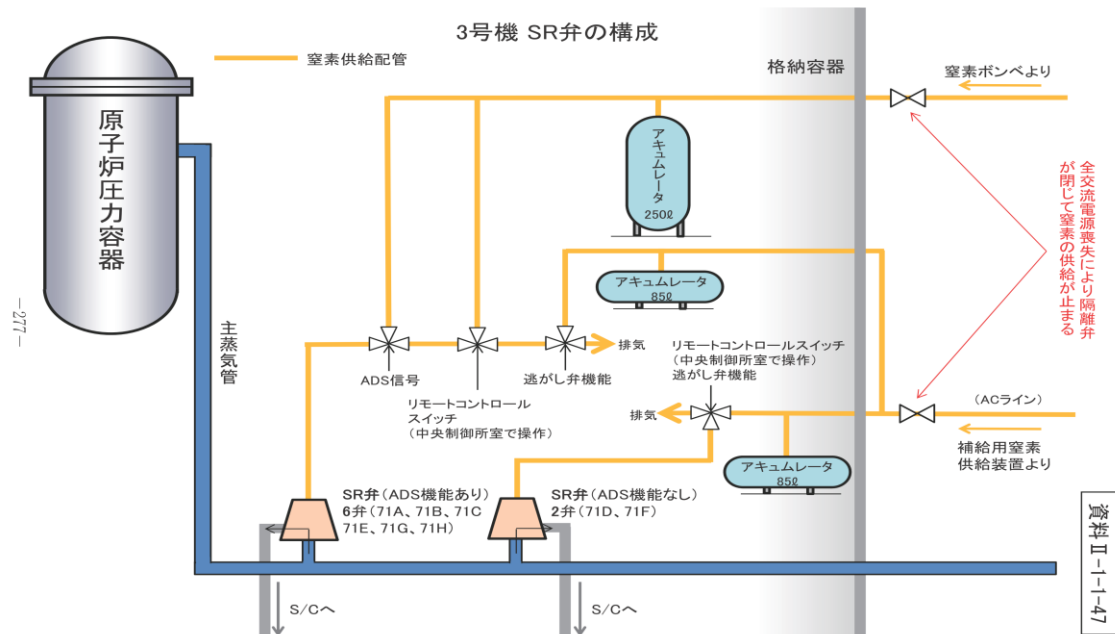 3号機 SR弁の構成
窒素供給配管
格納容器
窒素ボンベより
原子炉圧力容器
アキュムレータ
250ℓ
全交流電源喪失により隔離弁
が閉じて窒素の供給が止まる
アキュムレータ
85ℓ
主蒸気管
ADS信号
リモートコントロール
スイッチ
(中央制御所室で操作)
逃がし弁機能
排気
リモートコントロールスイッチ
(中央制御所室で操作)
逃がし弁機能
排気
(ACライン)
補給用窒素
供給装置より
アキュムレータ
85ℓ
SR弁(ADS機能あり)
6弁(71A、71B、71C
71E、71G、71H)
SR弁(ADS機能なし)
2弁(71D、71F)
S/Cへ
S/Cへ
資料Ⅱ-1-1-47
－277－